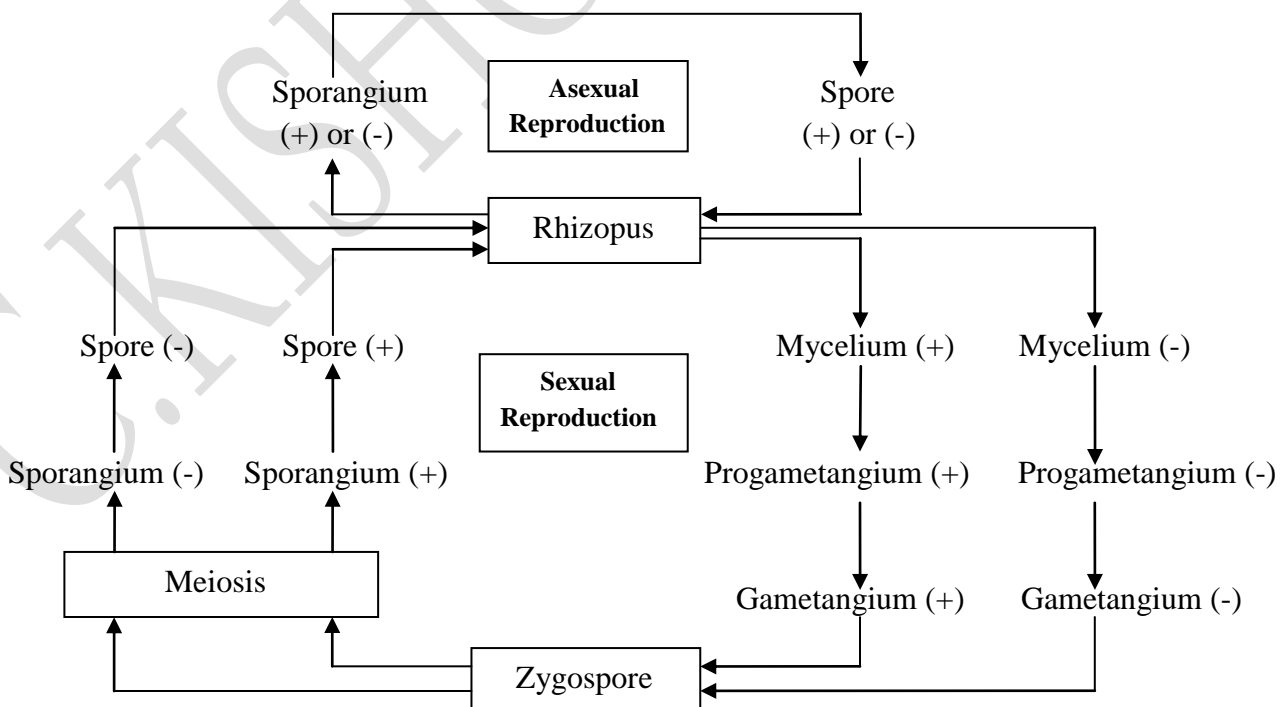 Sporangium
(+) or (-)
Asexual
Reproduction
Spore
(+) or (-)
Rhizopus
Spore (-)
Spore (+)
Mycelium (+)
Mycelium (-)
Sexual
Reproduction
Sporangium (-)
Sporangium (+)
Progametangium (+)
Progametangium (-)
Meiosis
Gametangium (+)
Gametangium (-)
Zygospore
C.KISHO